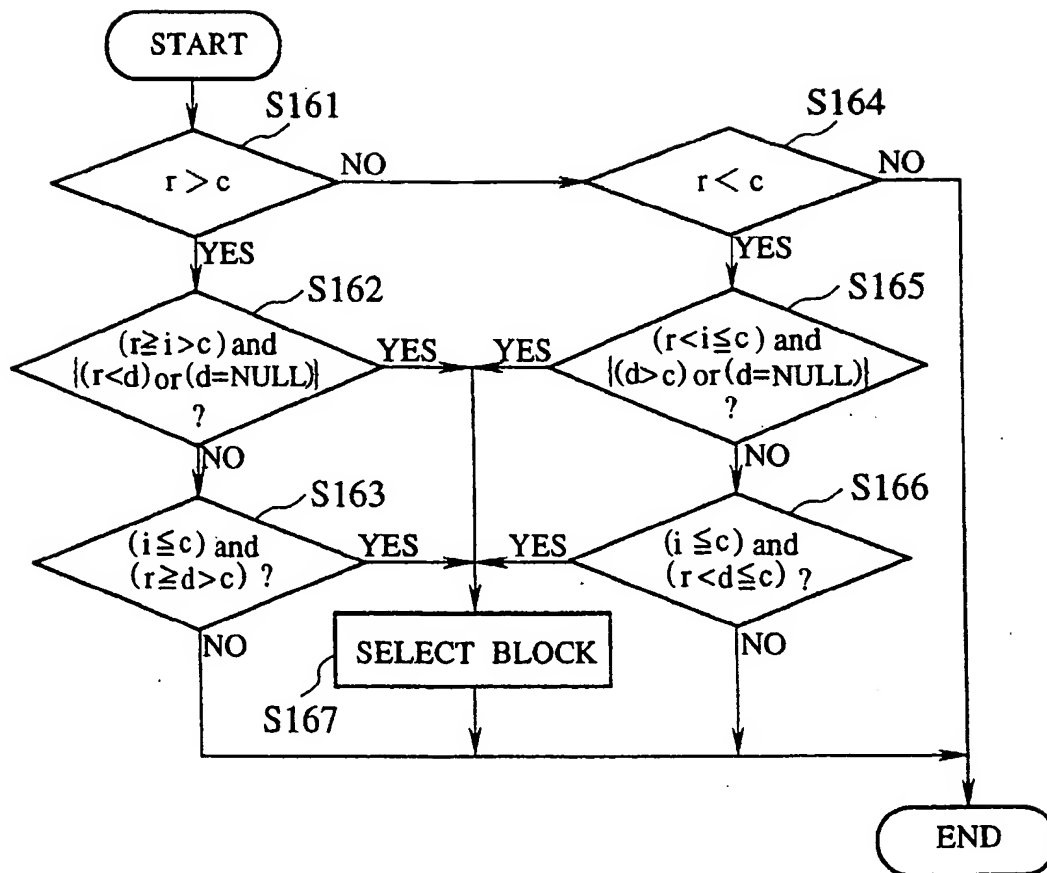 START
S161
r > c
NO
YES
S164
r < c
NO
YES
S162
(r≧i>c) and
{(r<d) or (d=NULL)}
?
YES
NO
S165
(r<i≦c) and
{(d>c) or (d=NULL)}
?
YES
NO
S163
(i≦c) and
(r≧d>c) ?
YES
NO
S166
(i≦c) and
(r<d≦c) ?
YES
NO
SELECT BLOCK
S167
END